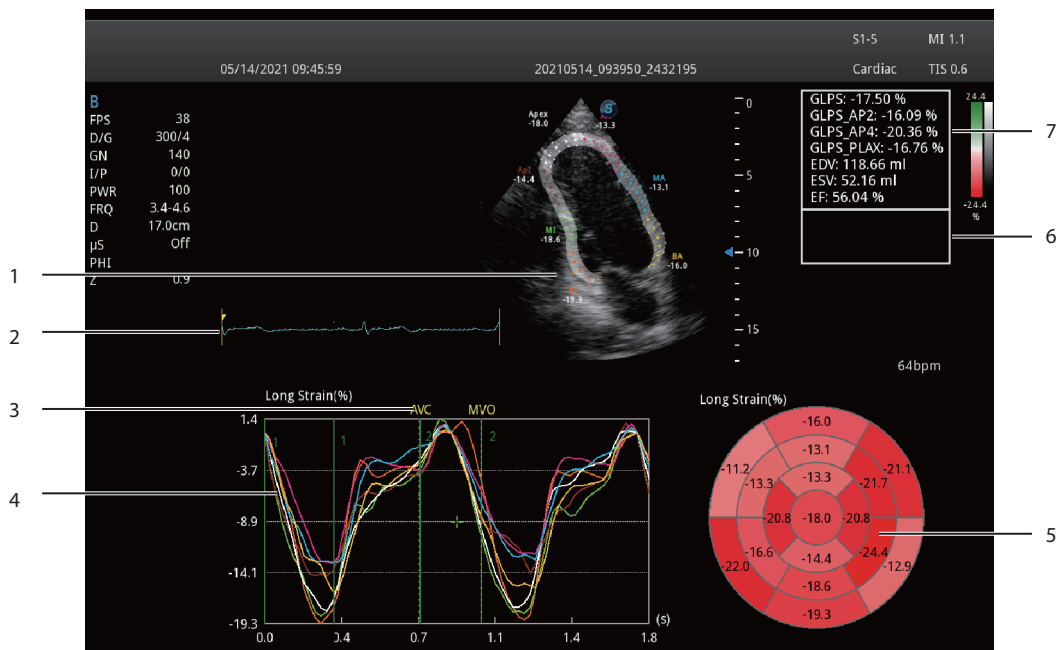 S1-5 MI 1.1
05/14/2021 09:45:59 20210514_093950_2432195 Cardiac TIS 0.6
B
FPS 38
D/G 300/4
GN 140
I/P 0/0
PWR 100
FRQ 3.4-4.6
D 17.0cm
µS Off
PHI
Z 0.9
Apex
-18.0
S
-13.3
Ap1
-14.4
MA
-13.1
MI
-18.6
BA
-16.0
-19.3
0
5
10
15
GLPS: -17.50 %
GLPS_AP2: -16.09 %
GLPS_AP4: -20.36 %
GLPS_PLAX: -16.76 %
EDV: 118.66 ml
ESV: 52.16 ml
EF: 56.04 %
24.4
-24.4
%
7
6
1
2
3
4
5
64bpm
Long Strain(%)
AVC MVO
1.4
-3.7
-8.9
-14.1
-19.3
1 1 2 2
0.0 0.4 0.7 1.1 1.4 1.8
(s)
Long Strain(%)
-16.0
-13.1
-11.2 -13.3 -21.1
-13.3 -21.7
-20.8 -18.0 -20.8
-16.6 -14.4 -24.4
-22.0 -12.9
-18.6
-19.3